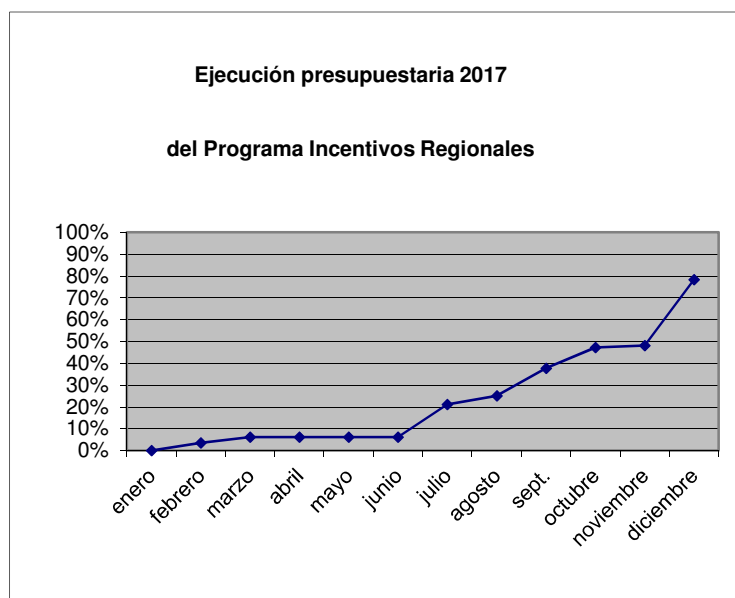 Ejecución presupuestaria 2017
del Programa Incentivos Regionales
100%
90%
80%
70%
60%
50%
40%
30%
20%
10%
0%
enero
febrero
marzo
abril
mayo
junio
julio
agosto
sept.
octubre
noviembre
diciembre